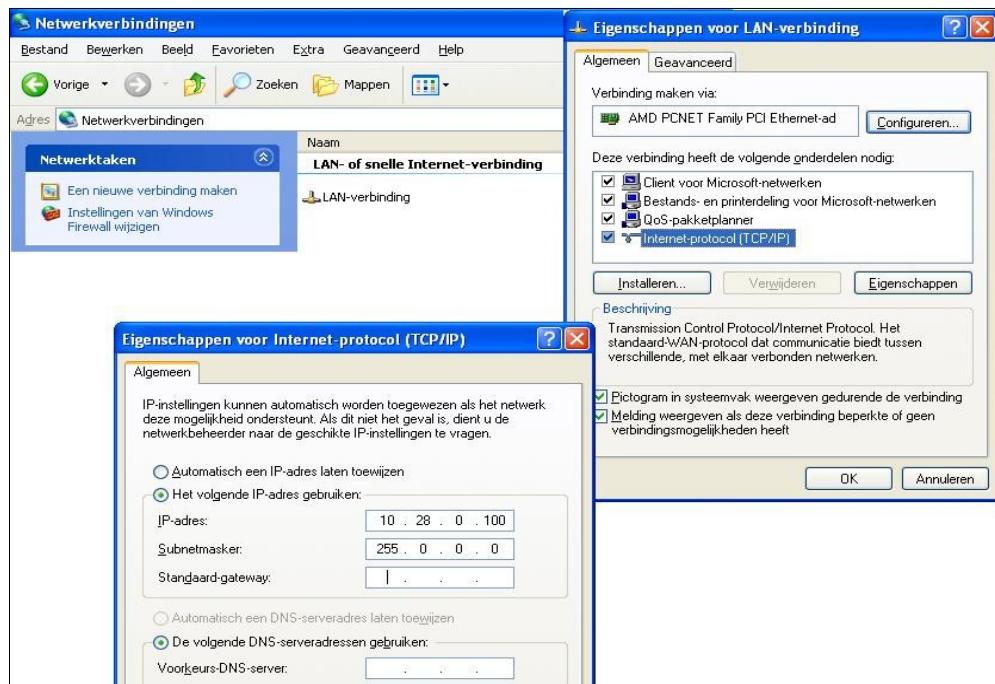 Netwerkverbindingen
Bestand Bewerken Beeld Favorieten Extra Geavanceerd Help
Vorige Zoeken Mappen
Adres Netwerkverbindingen
Netwerktaken
Een nieuwe verbinding maken
Instellingen van Windows
Firewall wijzigen
Naam
LAN- of snelle Internet-verbinding
LAN-verbinding
Eigenschappen voor LAN-verbinding
Algemeen Geavanceerd
Verbinding maken via:
AMD PCNET Family PCI Ethernet-ad Configureren...
Deze verbinding heeft de volgende onderdelen nodig:
Client voor Microsoft-netwerken
Bestands- en printerdeling voor Microsoft-netwerken
QoS-pakketplanner
Internet-protocol (TCP/IP)
Installeren... Verwijderen Eigenschappen
Beschrijving
Transmission Control Protocol/Internet Protocol. Het
standaard-WAN-protocol dat communicatie biedt tussen
verschillende, met elkaar verbonden netwerken.
Pictogram in systeemvak weergeven gedurende de verbinding
Melding weergeven als deze verbinding beperkte of geen
verbindingsmogelijkheden heeft
OK Annuleren
Eigenschappen voor Internet-protocol (TCP/IP)
Algemeen
IP-instellingen kunnen automatisch worden toegewezen als het netwerk
deze mogelijkheid ondersteunt. Als dit niet het geval is, dient u de
netwerkbeheerder naar de geschikte IP-instellingen te vragen.
Automatisch een IP-adres laten toewijzen
Het volgende IP-adres gebruiken:
IP-adres: 10 . 28 . 0 . 100
Subnetmasker: 255 . 0 . 0 . 0
Standaard-gateway: . . .
Automatisch een DNS-serveradres laten toewijzen
De volgende DNS-serveradressen gebruiken:
Voorkeurs-DNS-server: . . .